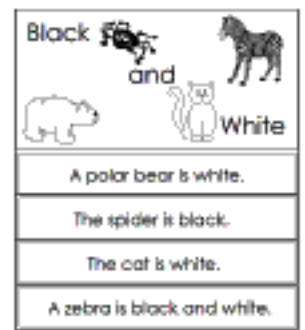 Black
and
White
A polar bear is white.
The spider is black.
The cat is white.
A zebra is black and white.